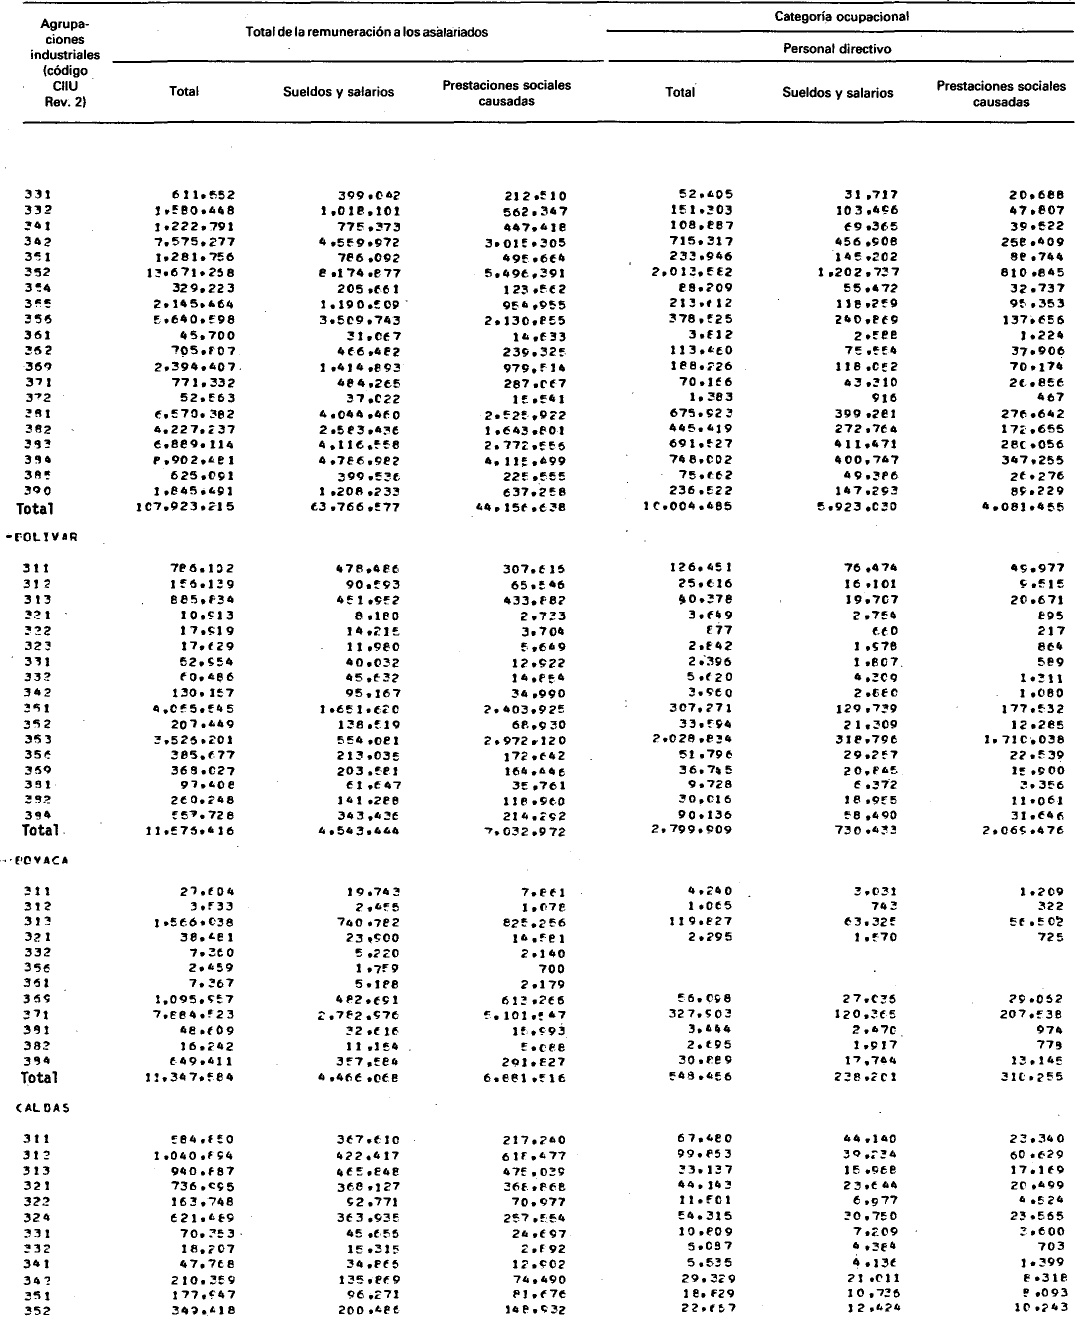 Categoría ocupacional
Agrupa-
ciones
industriales
(código
CIIU
Rev. 2)
Total de la remuneración a los asalariados
Personal directivo
Total Sueldos y salarios Prestaciones sociales causadas Total Sueldos y salarios Prestaciones sociales causadas
331 611.552 399.042 212.510 52.405 31.717 20.688
332 1.580.448 1.018.101 562.347 151.303 103.496 47.807
341 1.222.791 775.373 447.418 108.887 69.365 39.522
342 7.575.277 4.559.972 3.015.305 715.317 456.908 258.409
351 1.281.756 786.092 495.664 233.946 145.202 88.744
352 13.671.268 8.174.877 5.496.391 2.013.582 1.202.737 810.845
354 329.223 205.661 123.562 88.209 55.472 32.737
355 2.145.464 1.190.509 954.955 213.612 118.259 95.353
356 5.640.598 3.509.743 2.130.855 378.525 240.869 137.656
361 45.700 31.067 14.633 3.812 2.588 1.224
362 705.807 466.482 239.325 113.460 75.554 37.906
369 2.394.407 1.414.893 979.514 188.226 118.052 70.174
371 771.332 484.265 287.067 70.166 43.310 26.856
372 52.563 37.022 15.541 1.383 916 467
381 6.570.382 4.044.460 2.525.922 675.923 399.281 276.642
382 4.227.237 2.583.436 1.643.801 445.419 272.764 172.655
383 6.889.114 4.116.558 2.772.556 691.527 411.471 280.056
384 8.902.481 4.786.982 4.115.499 748.002 400.747 347.255
385 625.091 399.536 225.555 75.662 49.386 26.276
390 1.845.491 1.208.233 637.258 236.522 147.293 89.229
Total 107.923.215 63.766.577 44.156.638 10.004.485 5.923.030 4.081.455
BOLIVAR
311 786.102 478.486 307.616 126.451 76.474 49.977
312 156.139 90.593 65.546 25.616 16.101 9.515
313 885.834 451.952 433.882 40.378 19.707 20.671
321 10.913 8.180 2.733 3.649 2.754 895
322 17.919 14.215 3.704 877 660 217
323 17.629 11.980 5.649 2.842 1.978 864
331 52.954 40.032 12.922 2.396 1.807 589
332 60.486 45.632 14.854 5.620 4.309 1.311
342 130.157 95.167 34.990 3.960 2.880 1.080
351 4.055.545 1.651.620 2.403.925 307.271 129.739 177.532
352 207.449 138.519 68.930 33.594 21.309 12.285
353 3.526.201 554.081 2.972.120 2.028.834 318.796 1.710.038
356 385.677 213.035 172.642 51.796 29.257 22.539
369 368.027 203.581 164.446 36.745 20.845 15.900
381 97.408 61.647 35.761 9.728 6.372 3.356
382 260.248 141.288 118.960 30.016 18.955 11.061
384 557.728 343.436 214.292 90.136 58.490 31.646
Total 11.576.416 4.543.444 7.032.972 2.799.909 730.433 2.069.476
BOYACA
311 27.604 19.743 7.861 4.240 3.031 1.209
312 3.533 2.455 1.078 1.065 743 322
313 1.566.038 740.782 825.256 119.827 63.325 56.502
321 38.481 23.900 14.581 2.295 1.570 725
332 7.360 5.220 2.140
356 2.459 1.759 700
361 7.367 5.188 2.179
369 1.095.957 482.691 613.266 56.098 27.036 29.062
371 7.884.523 2.782.976 5.101.547 327.903 120.365 207.538
381 48.609 32.616 15.993 3.444 2.470 974
382 16.242 11.154 5.088 2.695 1.917 778
384 649.411 357.584 291.827 30.889 17.744 13.145
Total 11.347.584 4.466.068 6.881.516 548.456 238.201 310.255
CALDAS
311 584.850 367.610 217.240 67.480 44.140 23.340
312 1.040.894 422.417 618.477 99.863 39.234 60.629
313 940.887 465.848 475.039 33.137 15.968 17.169
321 736.995 368.127 368.868 44.143 23.644 20.499
322 163.748 92.771 70.977 11.501 6.977 4.524
324 621.489 363.935 257.554 54.315 30.750 23.565
331 70.353 45.656 24.697 10.809 7.209 3.600
332 18.207 15.315 2.892 5.087 4.384 703
341 47.768 34.866 12.902 5.535 4.136 1.399
342 210.359 135.869 74.490 29.329 21.011 8.318
351 177.947 96.271 81.676 18.829 10.736 8.093
352 349.418 200.486 148.932 22.667 12.424 10.243